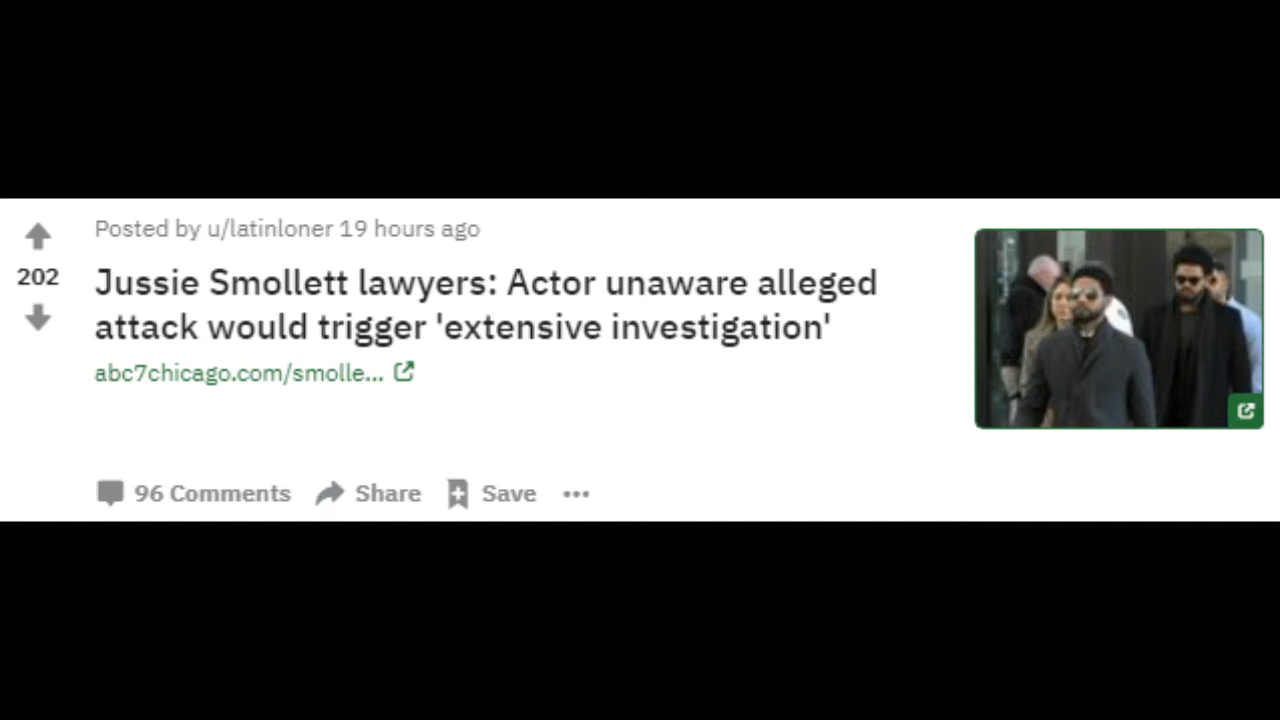 Posted by u/latinloner 19 hours ago
202
Jussie Smollett lawyers: Actor unaware alleged
attack would trigger 'extensive investigation'
abc7chicago.com/smolle...
96 Comments Share Save ...